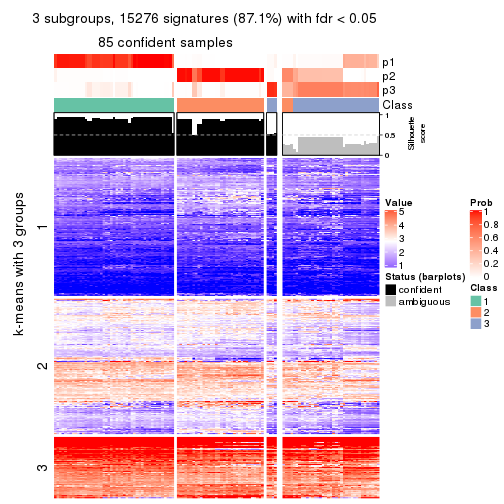 3 subgroups, 15276 signatures (87.1%) with fdr < 0.05
85 confident samples
p1
p2
p3
Class
1
0.5
0
Silhouette
score
k-means with 3 groups
1
2
3
Value
5
4
3
2
1
Status (barplots)
confident
ambiguous
Prob
1
0.8
0.6
0.4
0.2
0
Class
1
2
3